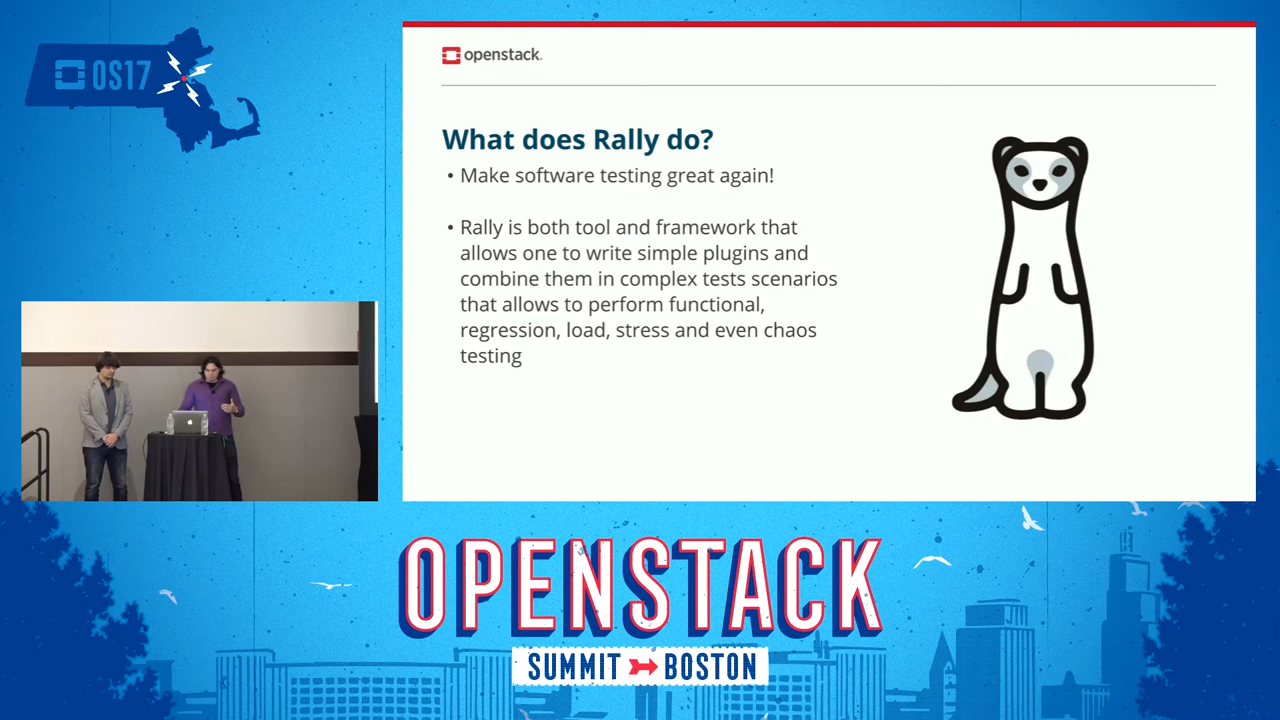 OS17
openstack.
What does Rally do?
• Make software testing great again!
• Rally is both tool and framework that
allows one to write simple plugins and
combine them in complex tests scenarios
that allows to perform functional,
regression, load, stress and even chaos
testing
OPENSTACK
SUMMIT BOSTON